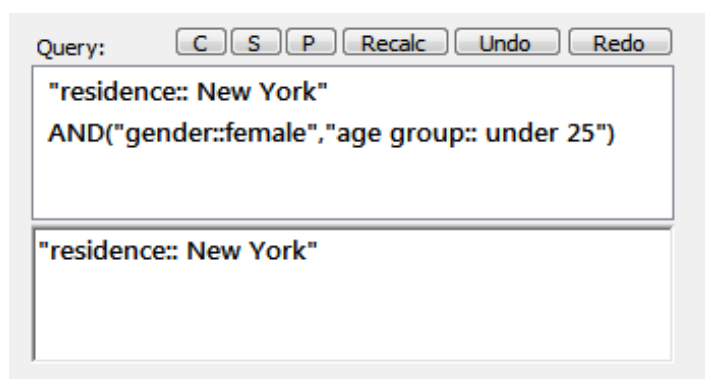 Query: C S P Recalc Undo Redo
"residence:: New York"
AND("gender::female","age group:: under 25")
"residence:: New York"